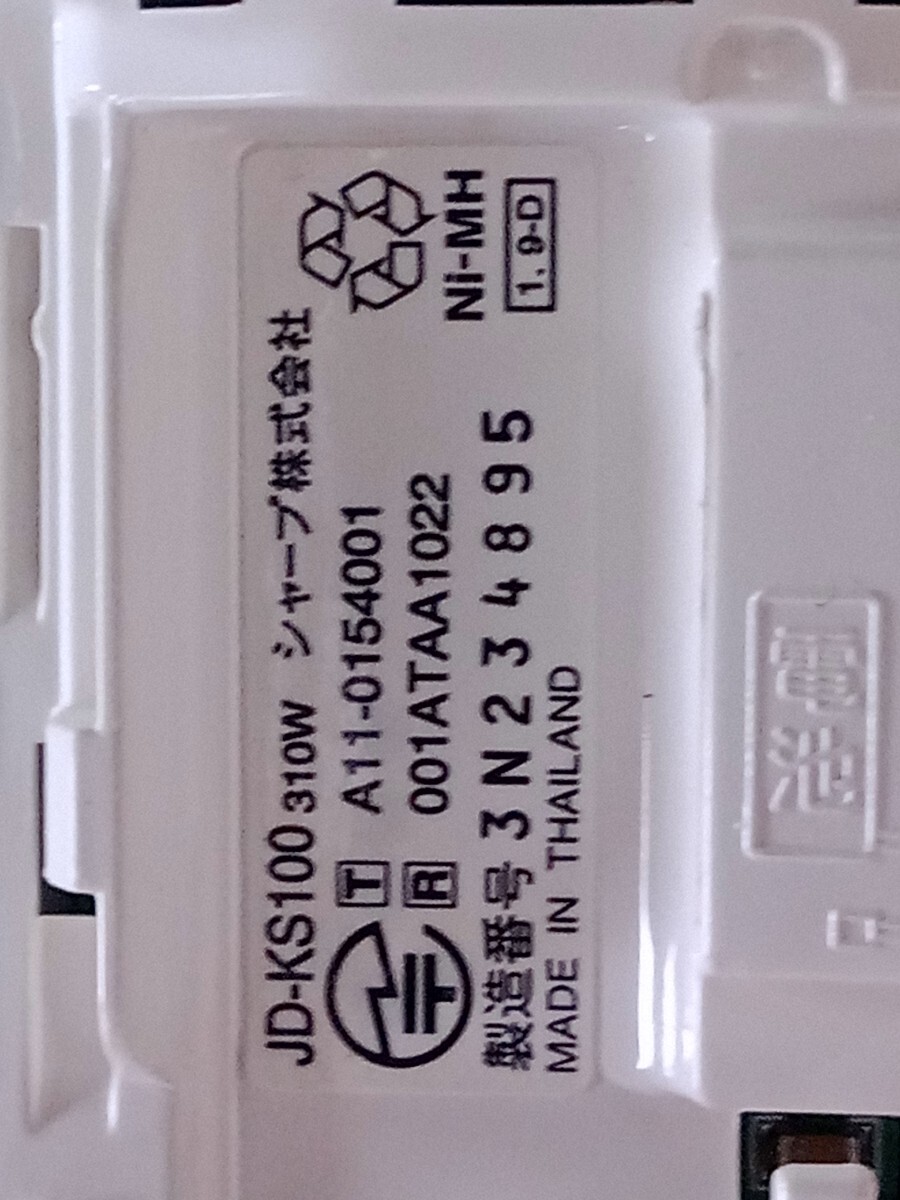 JD-KS100 310W シャープ株式会社
T A11-0154001
R 001ATAA1022
製造番号 3N234895
MADE IN THAILAND
Ni-MH
1.9-D
電池